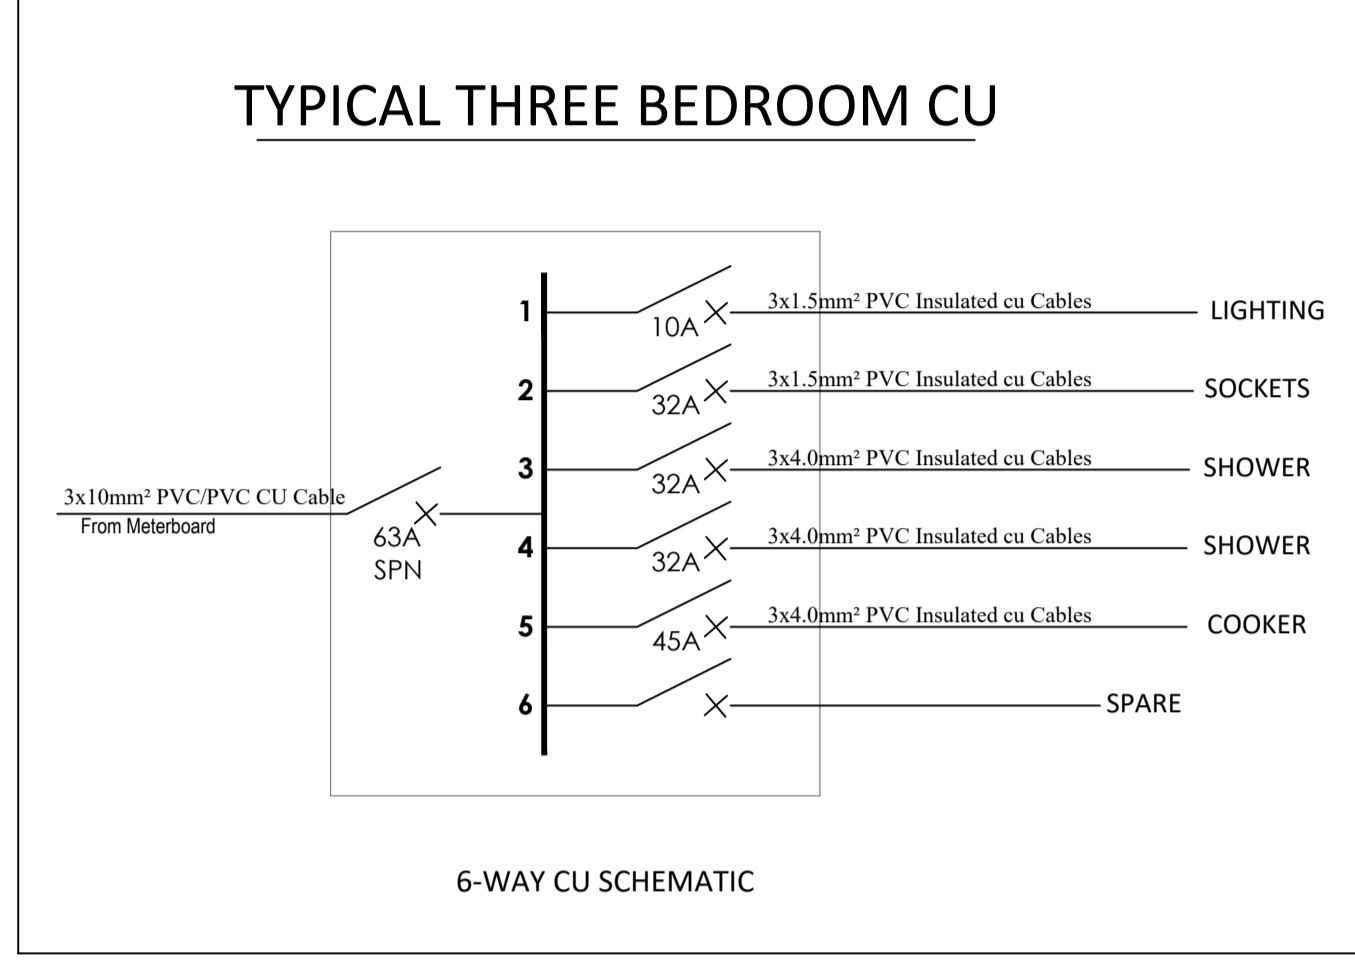 TYPICAL THREE BEDROOM CU
1
10A
3x1.5mm² PVC Insulated cu Cables
LIGHTING
2
32A
3x1.5mm² PVC Insulated cu Cables
SOCKETS
3
32A
3x4.0mm² PVC Insulated cu Cables
SHOWER
3x10mm² PVC/PVC CU Cable
From Meterboard
63A
SPN
4
32A
3x4.0mm² PVC Insulated cu Cables
SHOWER
5
45A
3x4.0mm² PVC Insulated cu Cables
COOKER
6
SPARE
6-WAY CU SCHEMATIC